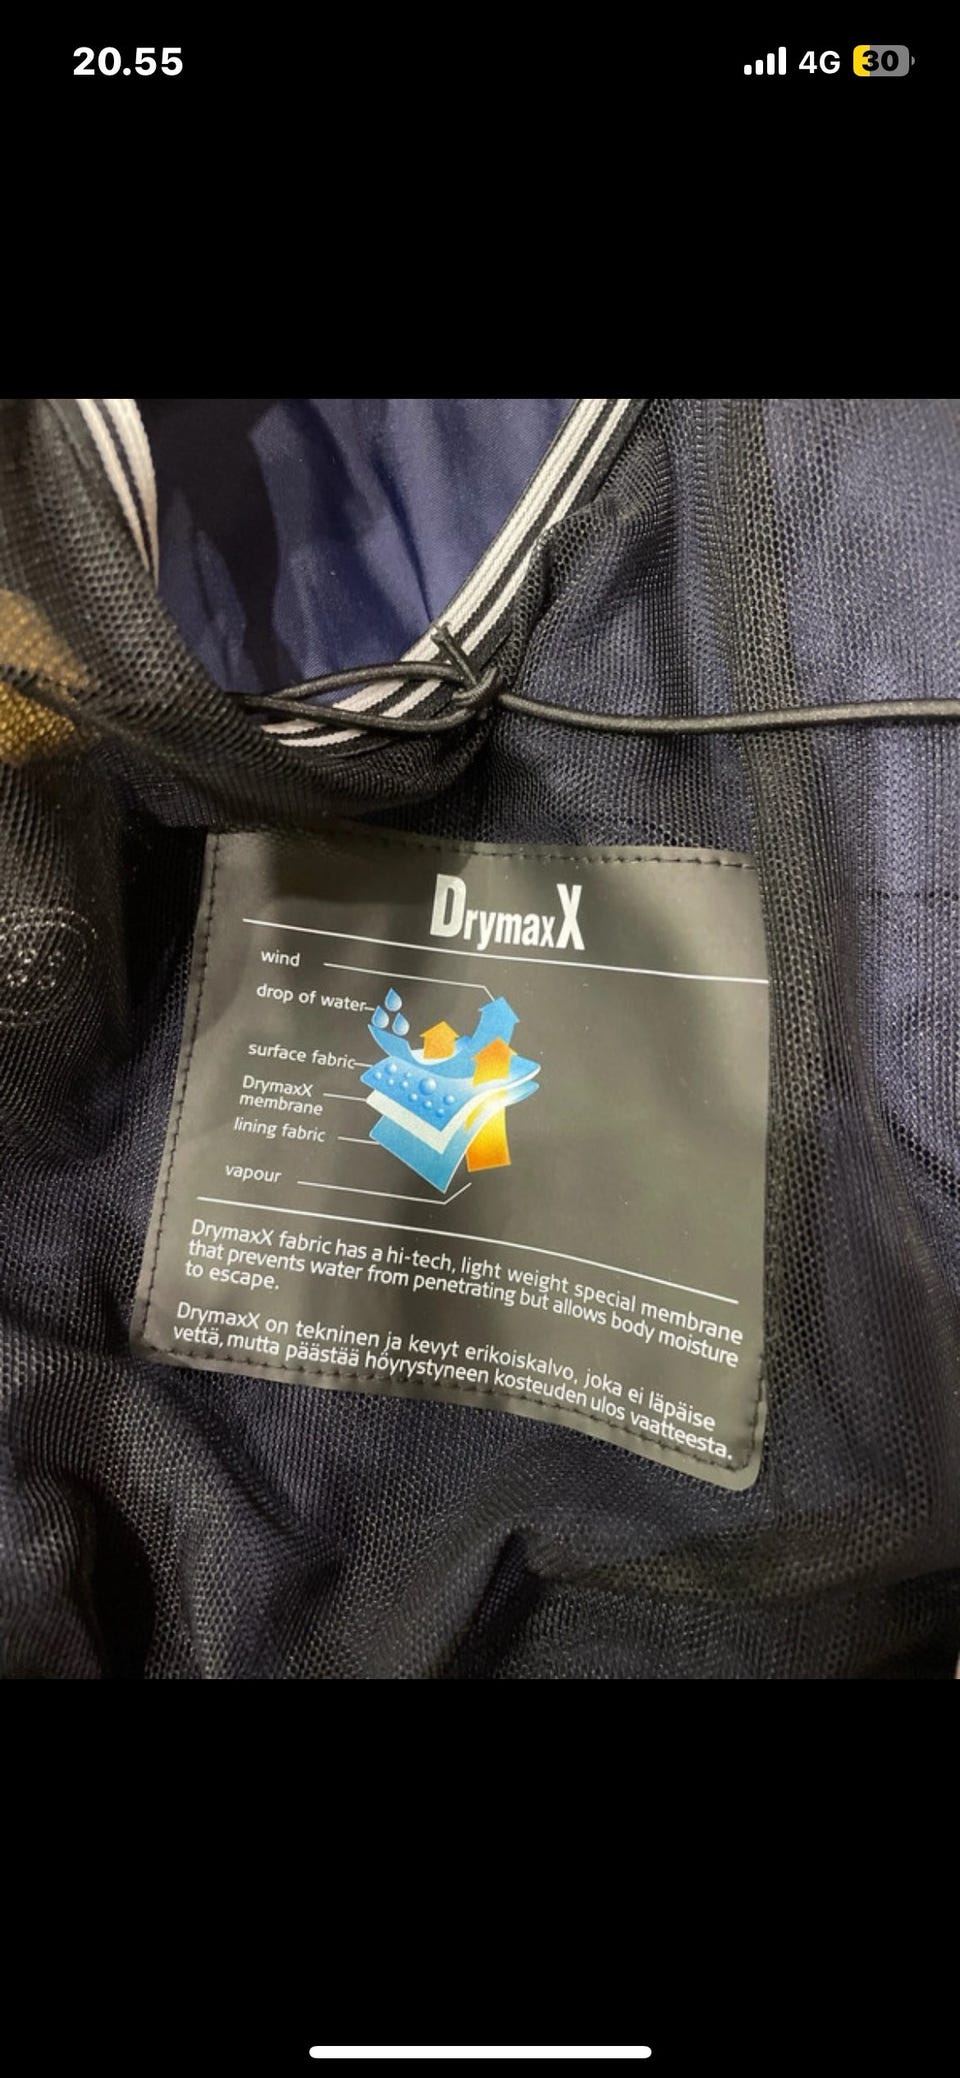 20.55
4G 30
DrymaxX
wind
drop of water
surface fabric
DrymaxX
membrane
lining fabric
vapour
DrymaxX fabric has a hi-tech, light weight special membrane
that prevents water from penetrating but allows body moisture
to escape.
DrymaxX on tekninen ja kevyt erikoiskalvo, joka ei läpäise
vettä, mutta päästää höyrystyneen kosteuden ulos vaatteesta.